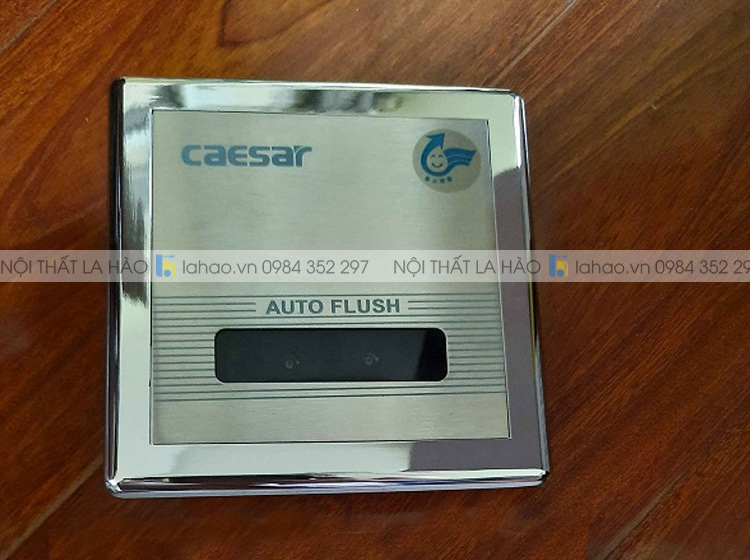 caesar
NỘI THẤT LA HÀO lahao.vn 0984 352 297 NỘI THẤT LA HÀO lahao.vn 0984 352 29
AUTO FLUSH